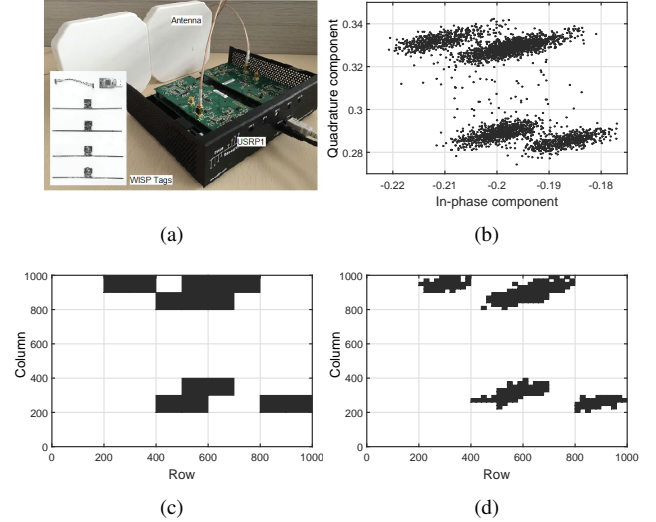 Antenna
USRP1
WISP Tags
(a)
0.34
0.32
0.3
0.28
-0.22
-0.21
-0.2
-0.19
-0.18
Quadrature component
In-phase component
(b)
1000
800
600
400
200
0
0
200
400
600
800
1000
Column
Row
(c)
1000
800
600
400
200
0
0
200
400
600
800
1000
Column
Row
(d)